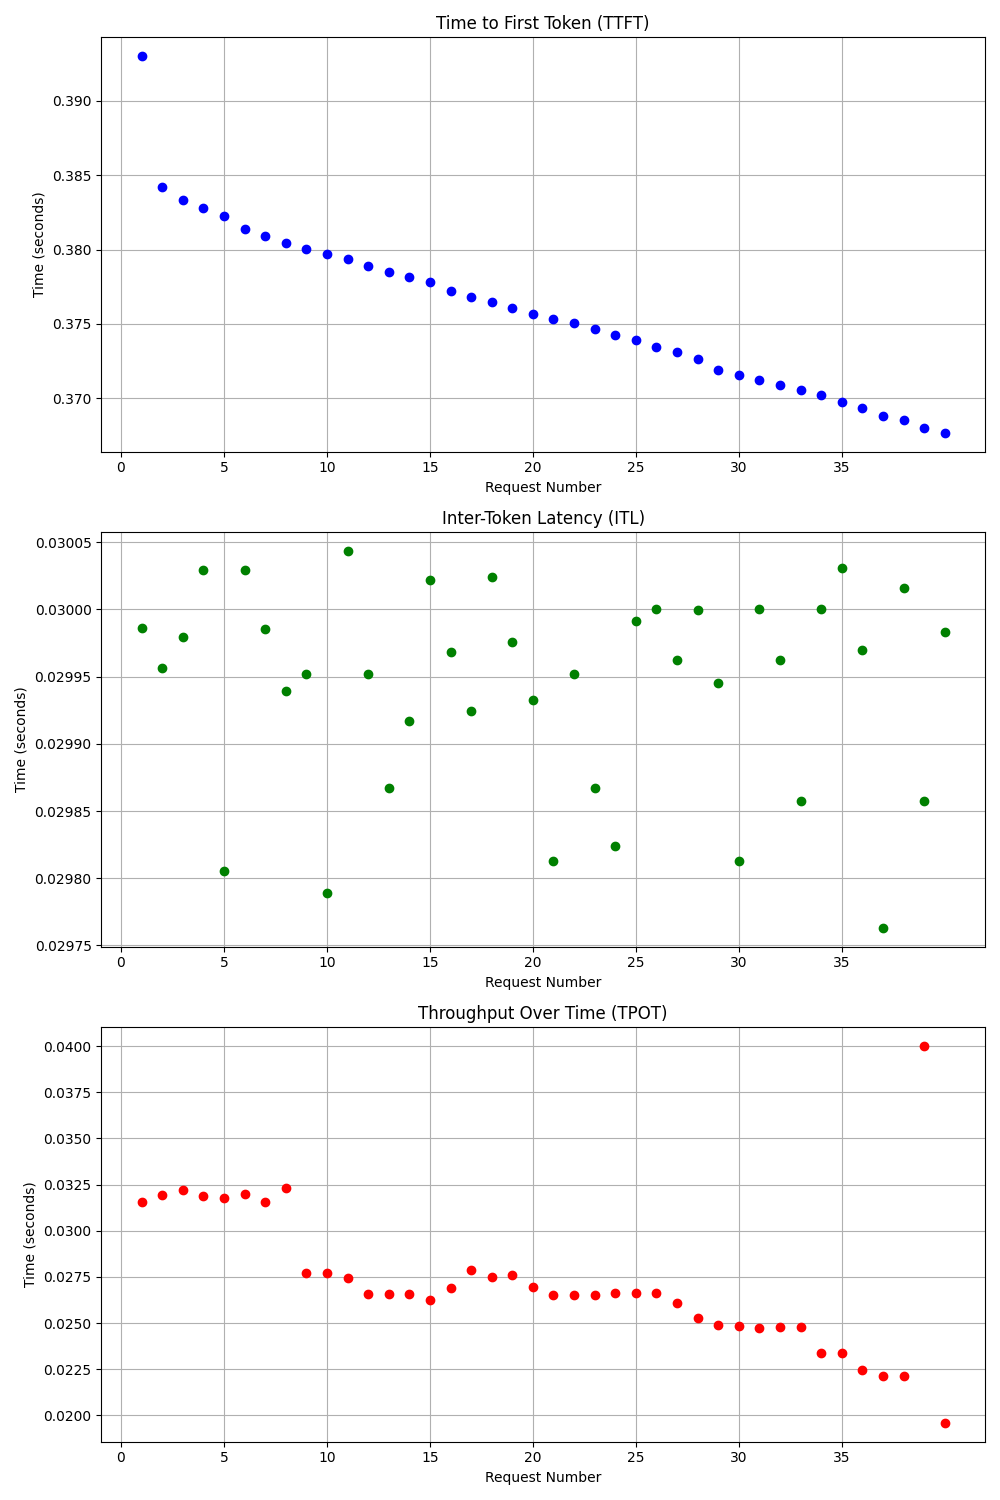 Time to First Token (TTFT)
Time (seconds)
0.390
0.385
0.380
0.375
0.370
0 5 10 15 20 25 30 35
Request Number
Inter-Token Latency (ITL)
Time (seconds)
0.03005
0.03000
0.02995
0.02990
0.02985
0.02980
0.02975
0 5 10 15 20 25 30 35
Request Number
Throughput Over Time (TPOT)
Time (seconds)
0.0400
0.0375
0.0350
0.0325
0.0300
0.0275
0.0250
0.0225
0.0200
0 5 10 15 20 25 30 35
Request Number